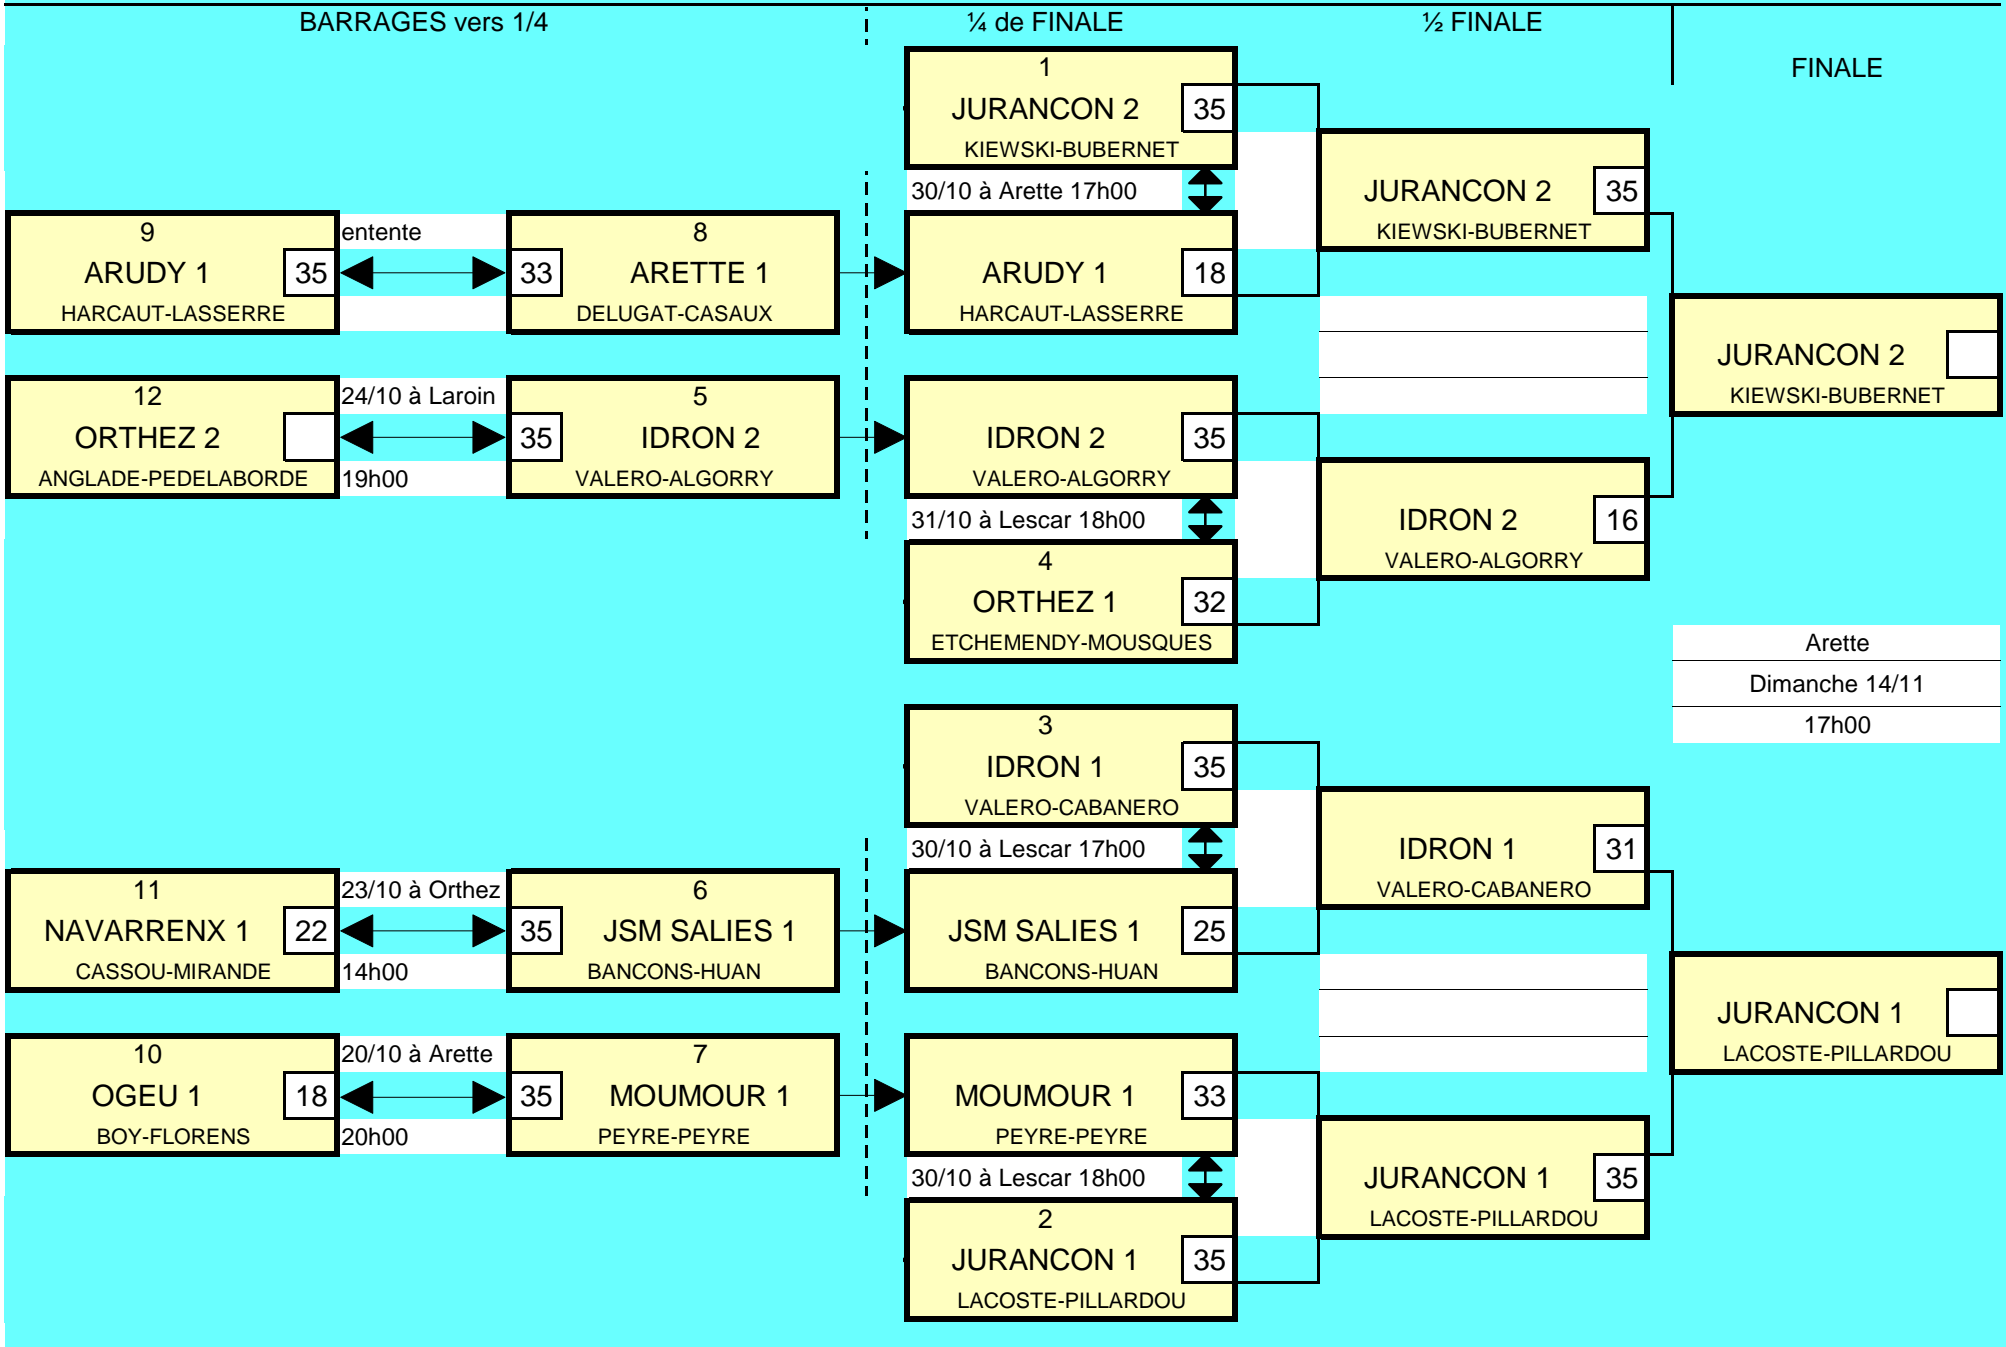 BARRAGES vers 1/4
¼ de FINALE
½ FINALE
FINALE
9
ARUDY 1
35
HARCAUT-LASSERRE
entente
8
33
ARETTE 1
DELUGAT-CASAUX
12
ORTHEZ 2
ANGLADE-PEDELABORDE
24/10 à Laroin
19h00
5
35
IDRON 2
VALERO-ALGORRY
11
NAVARRENX 1
22
CASSOU-MIRANDE
23/10 à Orthez
14h00
6
35
JSM SALIES 1
BANCONS-HUAN
10
OGEU 1
18
BOY-FLORENS
20/10 à Arette
20h00
7
35
MOUMOUR 1
PEYRE-PEYRE
1
JURANCON 2
35
KIEWSKI-BUBERNET
30/10 à Arette 17h00
ARUDY 1
18
HARCAUT-LASSERRE
IDRON 2
35
VALERO-ALGORRY
31/10 à Lescar 18h00
4
ORTHEZ 1
32
ETCHEMENDY-MOUSQUES
3
IDRON 1
35
VALERO-CABANERO
30/10 à Lescar 17h00
JSM SALIES 1
25
BANCONS-HUAN
MOUMOUR 1
33
PEYRE-PEYRE
30/10 à Lescar 18h00
2
JURANCON 1
35
LACOSTE-PILLARDOU
JURANCON 2
35
KIEWSKI-BUBERNET
IDRON 2
16
VALERO-ALGORRY
IDRON 1
31
VALERO-CABANERO
JURANCON 1
35
LACOSTE-PILLARDOU
JURANCON 2
KIEWSKI-BUBERNET
Arette
Dimanche 14/11
17h00
JURANCON 1
LACOSTE-PILLARDOU